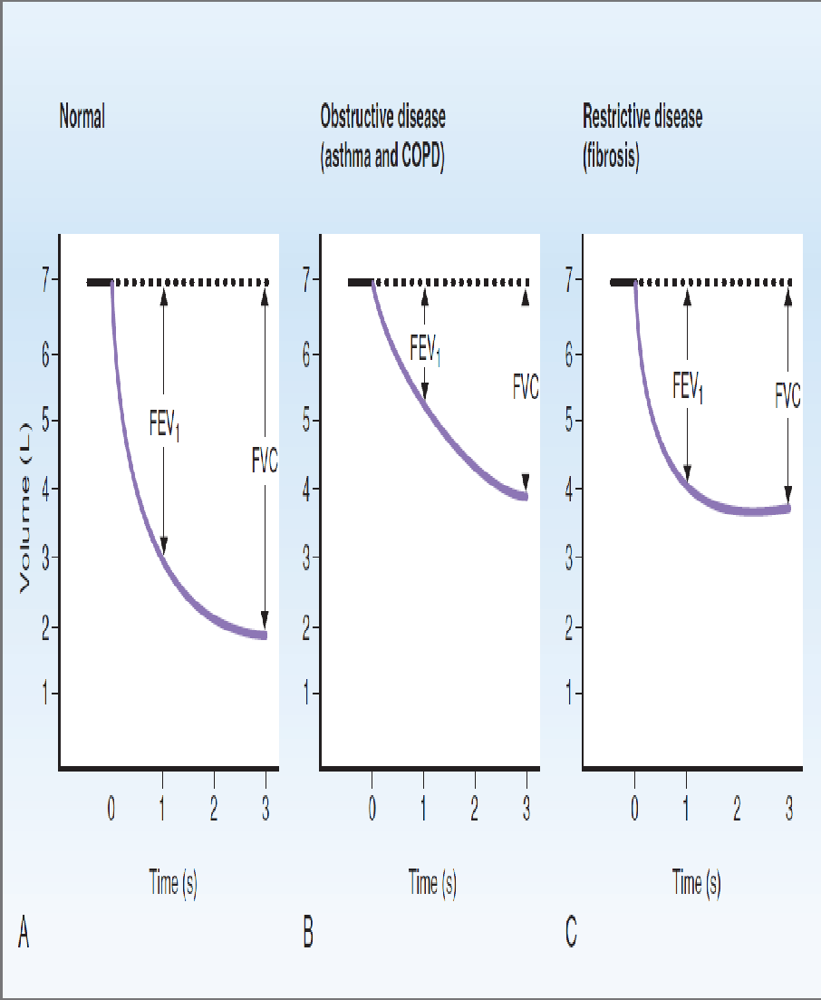 Normal
Obstructive disease
(asthma and COPD)
Restrictive disease
(fibrosis)
Volume (L)
7
6
5
4
3
2
1
FEV1
FVC
0 1 2 3
Time (s)
A
7
6
5
4
3
2
1
FEV1
FVC
0 1 2 3
Time (s)
B
7
6
5
4
3
2
1
FEV1
FVC
0 1 2 3
Time (s)
C